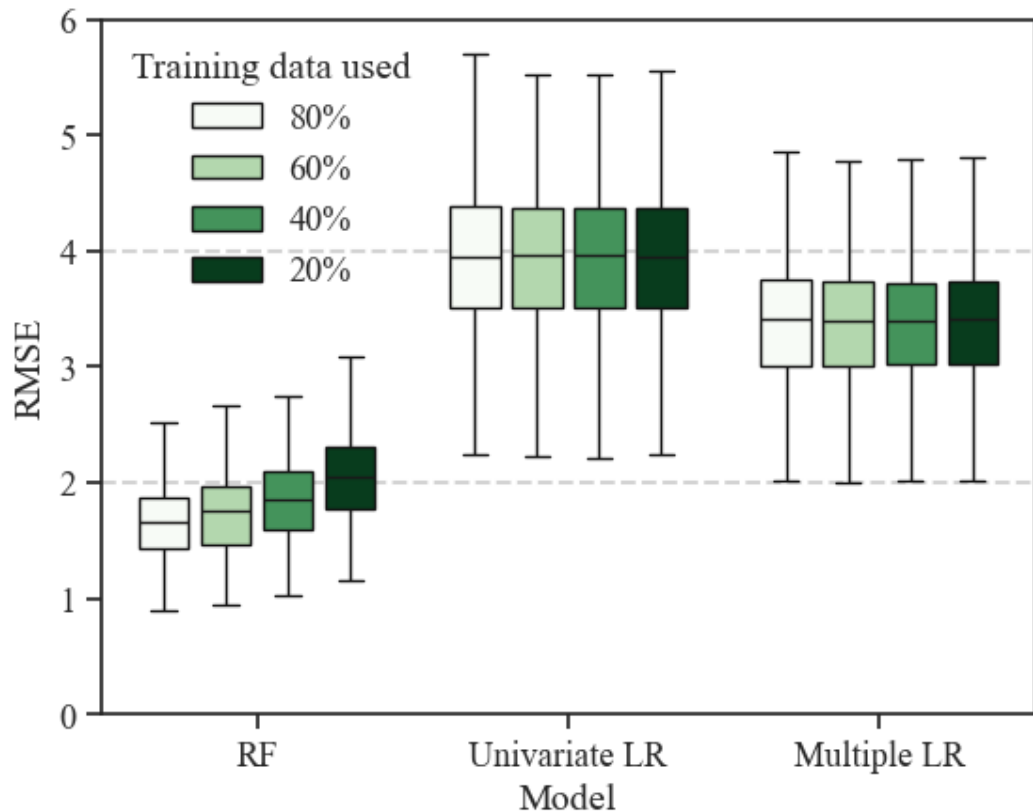 6
5
4
3
2
1
0
RMSE
Training data used
80%
60%
40%
20%
RF
Univariate LR
Multiple LR
Model